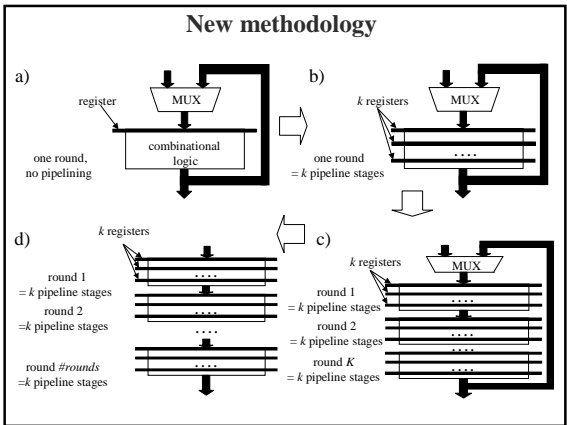 New methodology
a)
MUX
register
combinational
logic
one round,
no pipelining
b)
k registers
MUX
. . . .
one round
= k pipeline stages
d)
k registers
. . . .
round 1
= k pipeline stages
round 2
=k pipeline stages
. . . .
. . . .
round #rounds
=k pipeline stages
. . . .
c)
k registers
MUX
round 1
= k pipeline stages
. . . .
round 2
= k pipeline stages
. . . .
. . . .
round K
= k pipeline stages
. . . .